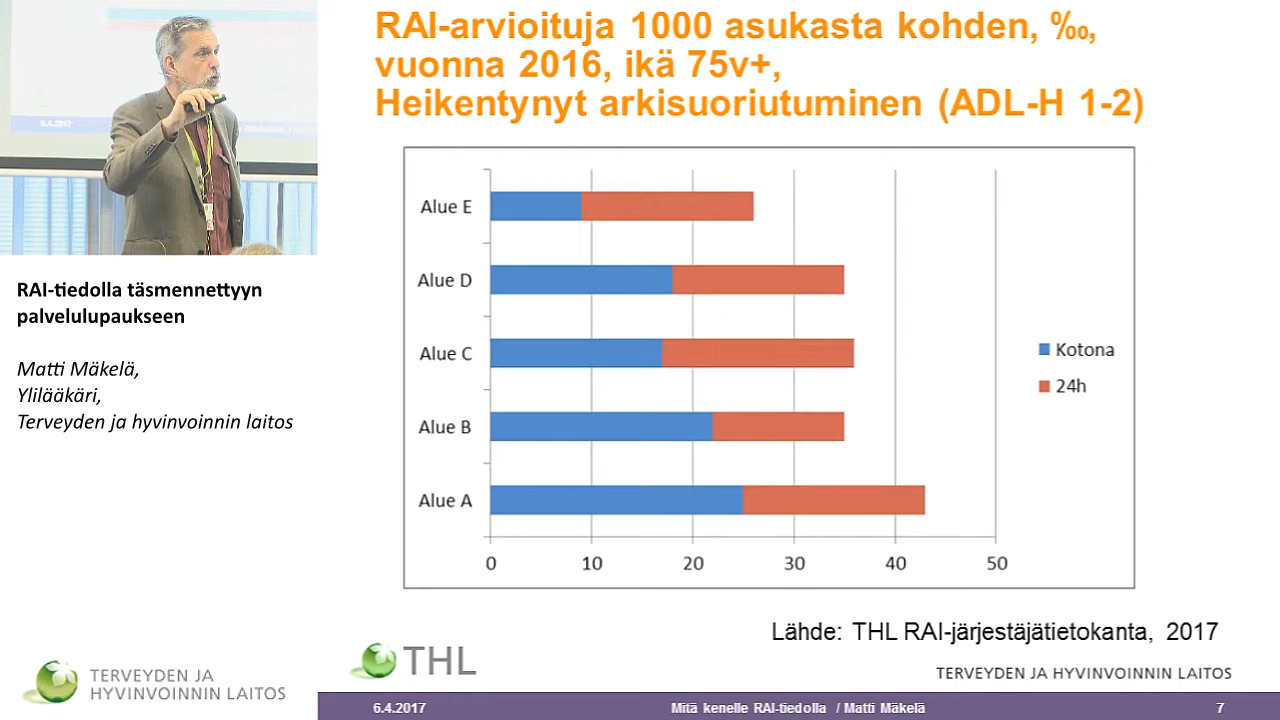 RAI-arvioituja 1000 asukasta kohden, ‰,
vuonna 2016, ikä 75v+,
Heikentynyt arkisuoriutuminen (ADL-H 1-2)
6.4.2017
RAI-tiedolla täsmennettyyn
palvelulupaukseen
Matti Mäkelä,
Ylilääkäri,
Terveyden ja hyvinvoinnin laitos
Alue E
Alue D
Alue C
Alue B
Alue A
0 10 20 30 40 50
Kotona
24h
Lähde: THL RAI-järjestäjätietokanta, 2017
TERVEYDEN JA
HYVINVOINNIN LAITOS
THL
TERVEYDEN JA HYVINVOINNIN LAITOS
6.4.2017 Mitä kenelle RAI-tiedolla / Matti Mäkelä 7